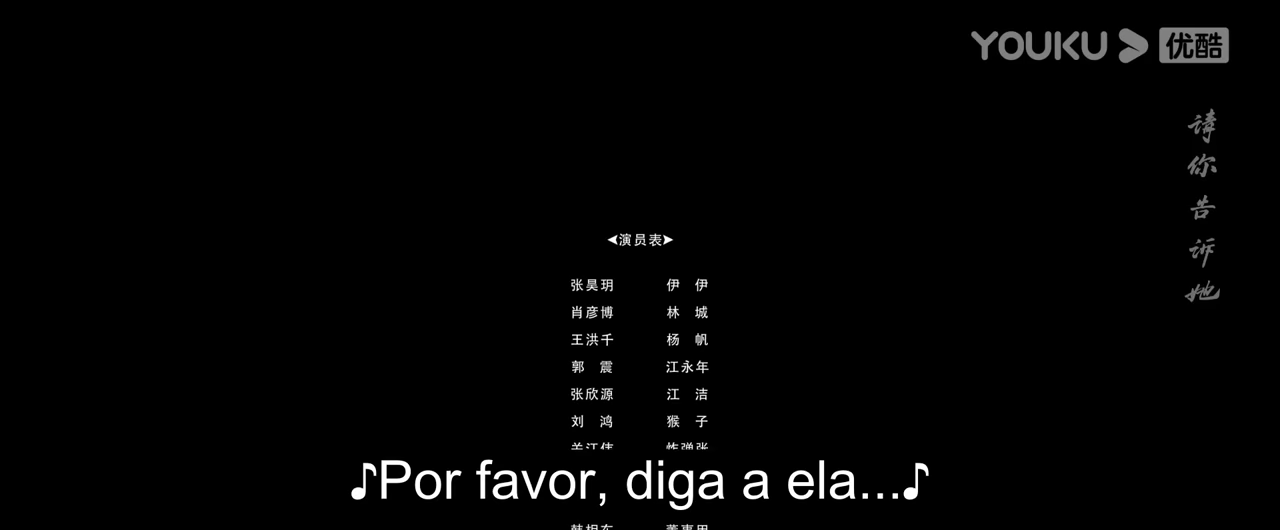 YOUKU 优酷
请你告诉她
演员表
张昊玥 伊 伊
肖彦博 林 城
王洪千 杨 帆
郭 震 江永年
张欣源 江 洁
刘 鸿 猴 子
♪Por favor, diga a ela...♪